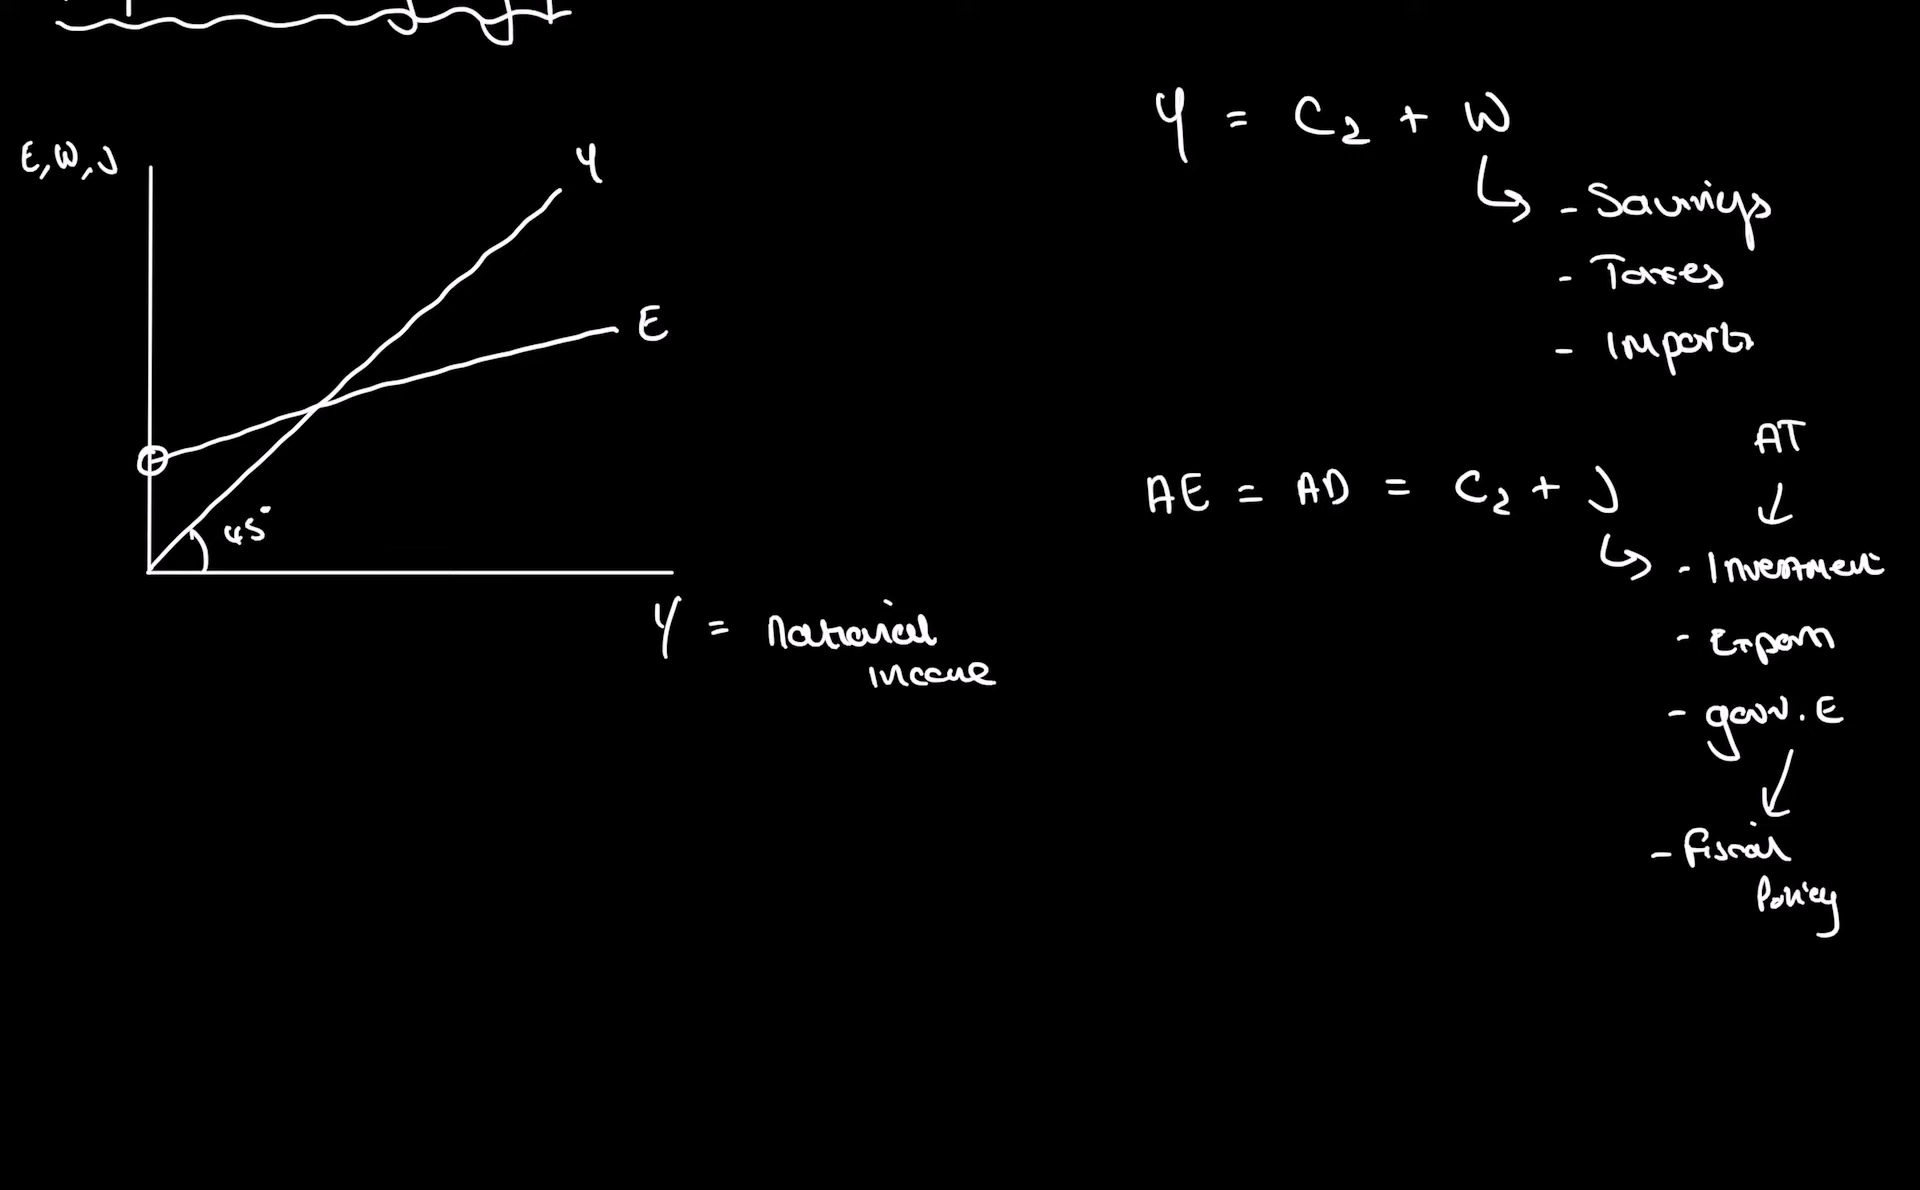 E, W, J
Y
E
45°
Y = National
income
Y = C₂ + W
- Savings
- Taxes
- Imports
AT
AE = AD = C₂ + J
- Investment
- Export
- gov. E
- Fiscal
Policy